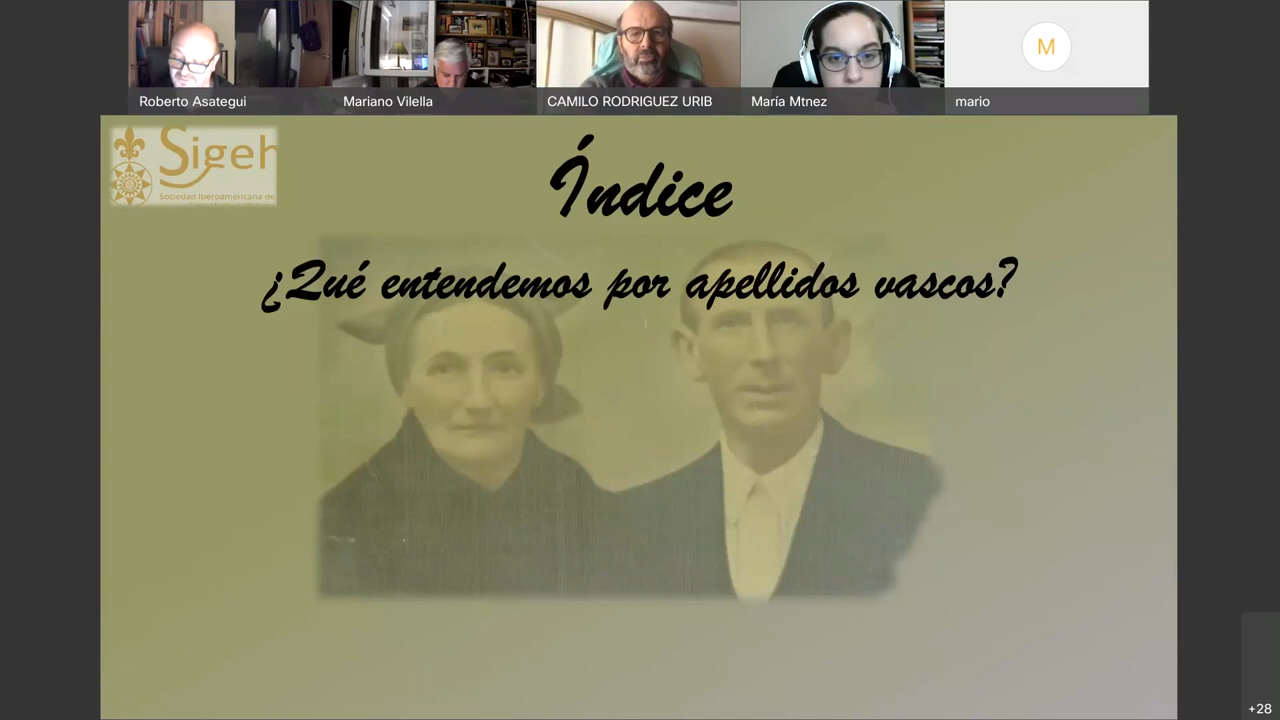 Roberto Asategui
Mariano Vilella
CAMILO RODRIGUEZ URIB
María Mtnez
M
mario
Sigeh
Sociedad Iberoamericana de
Índice
¿Qué entendemos por apellidos vascos?
+28